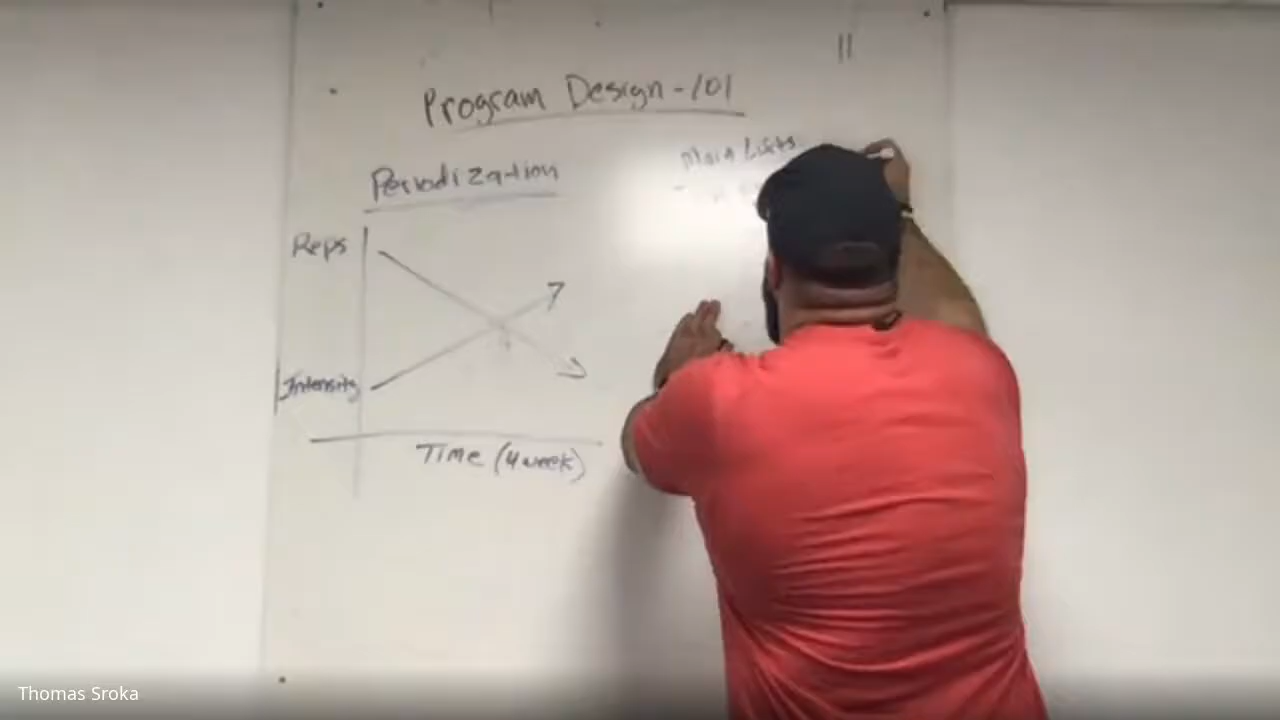 Program Design - 101
Periodization
Main Lifts
Reps
Intensity
Time (4 week)
Thomas Sroka